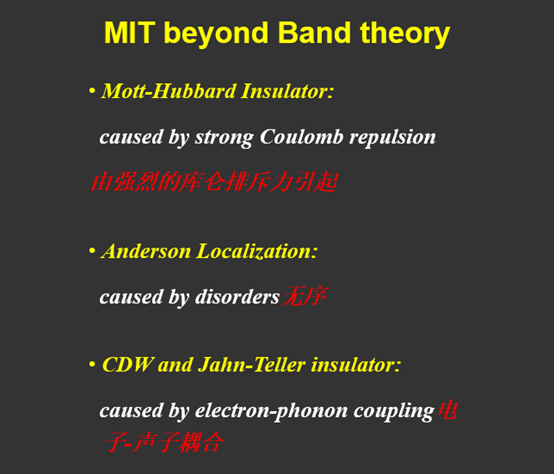 MIT beyond Band theory
• Mott-Hubbard Insulator:
caused by strong Coulomb repulsion
由强烈的库仑排斥力引起
• Anderson Localization:
caused by disorders无序
• CDW and Jahn-Teller insulator:
caused by electron-phonon coupling电
子-声子耦合